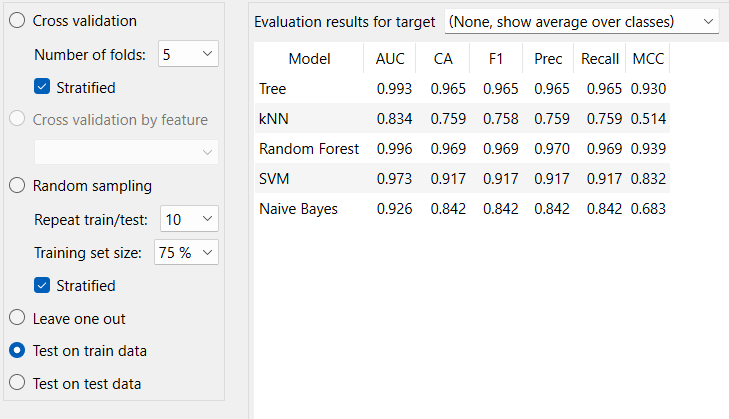 Cross validation
Number of folds: 5
Stratified
Cross validation by feature
Random sampling
Repeat train/test: 10
Training set size: 75 %
Stratified
Leave one out
Test on train data
Test on test data
Evaluation results for target (None, show average over classes)
Model AUC CA F1 Prec Recall MCC
Tree 0.993 0.965 0.965 0.965 0.965 0.930
kNN 0.834 0.759 0.758 0.759 0.759 0.514
Random Forest 0.996 0.969 0.969 0.970 0.969 0.939
SVM 0.973 0.917 0.917 0.917 0.917 0.832
Naive Bayes 0.926 0.842 0.842 0.842 0.842 0.683